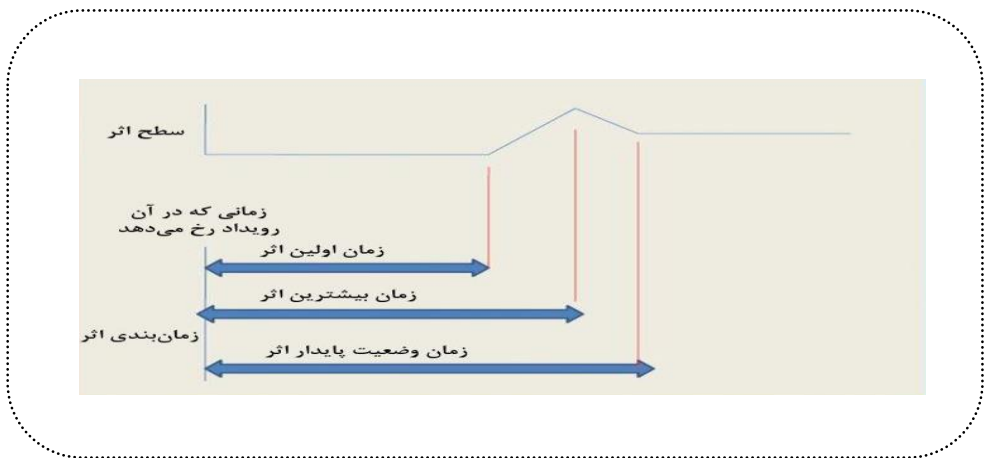 سطح اثر
زمانی که در آن
رویداد رخ می‌دهد
زمان اولین اثر
زمان بیشترین اثر
زمان‌بندی اثر
زمان وضعیت پایدار اثر